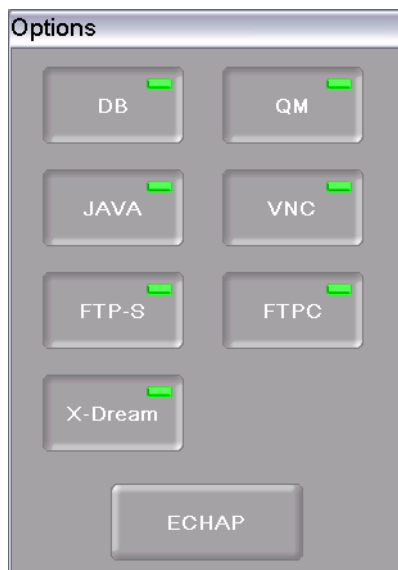 Options
DB
QM
JAVA
VNC
FTP-S
FTPC
X-Dream
ECHAP